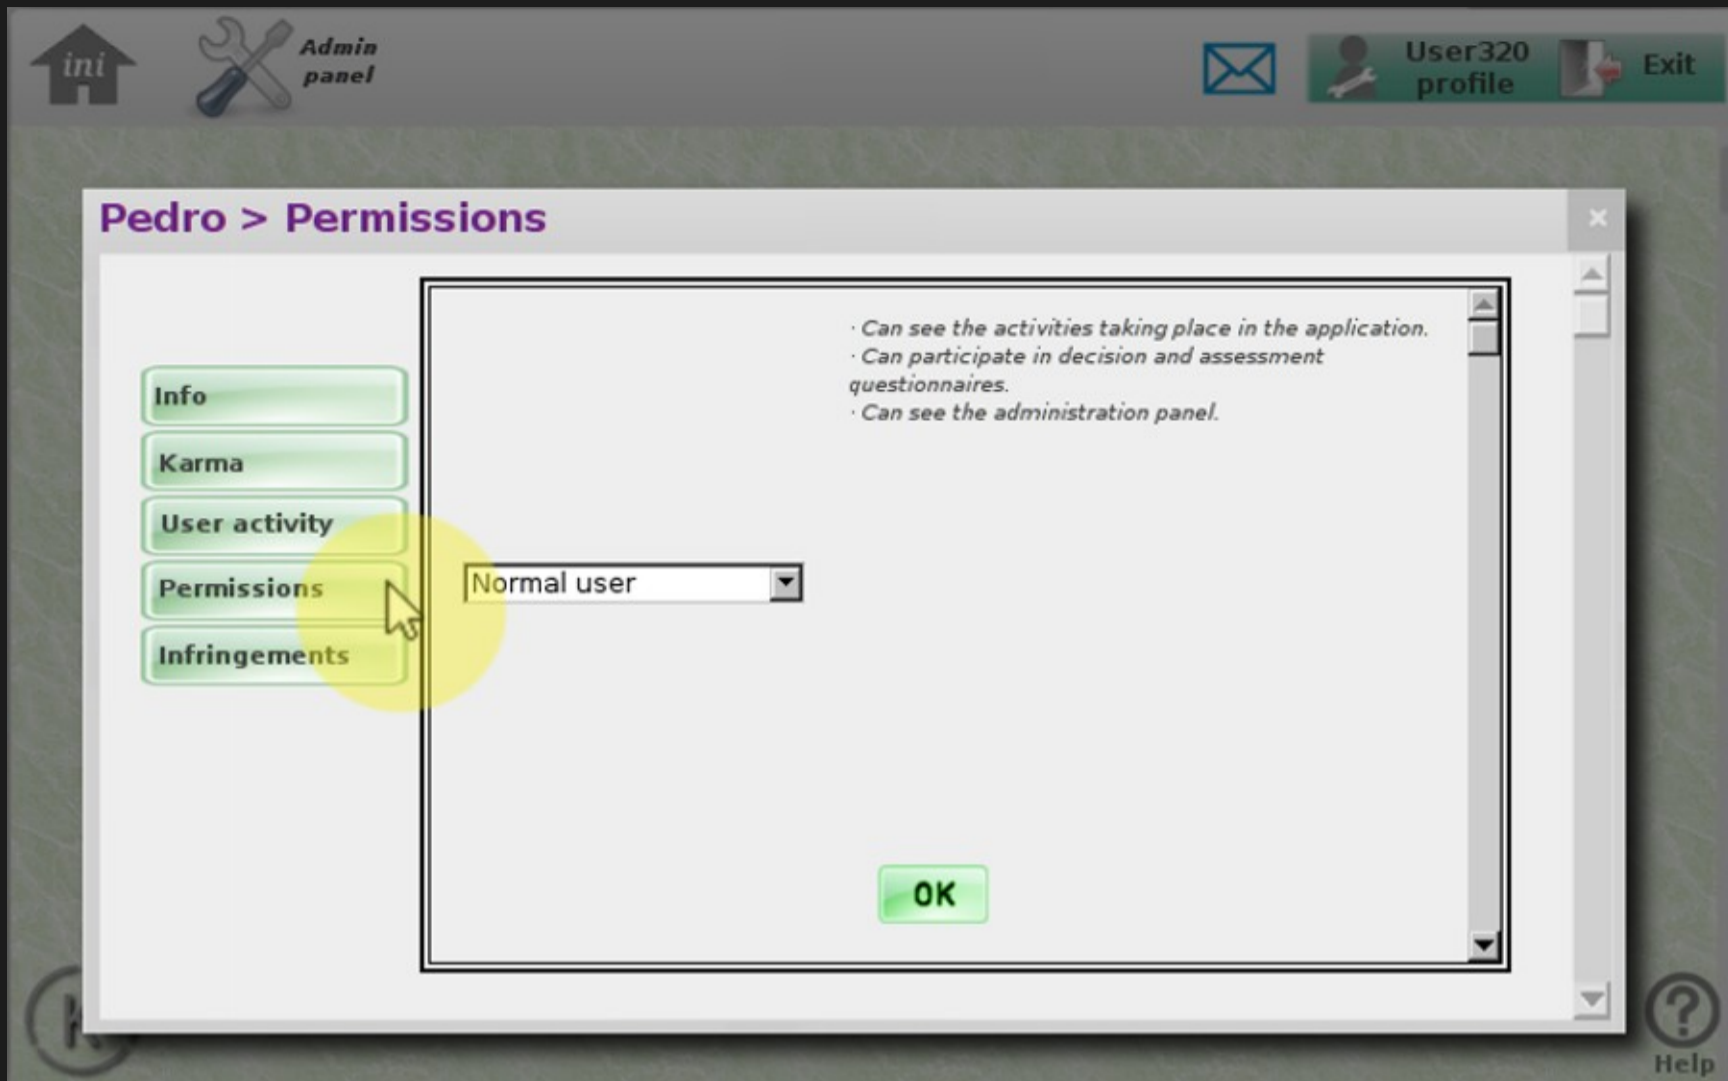 ini
Admin
panel
User320
profile
Exit
Pedro > Permissions
×
Info
Karma
User activity
Permissions
Infringements
Normal user
· Can see the activities taking place in the application.
· Can participate in decision and assessment
questionnaires.
· Can see the administration panel.
OK
?
Help